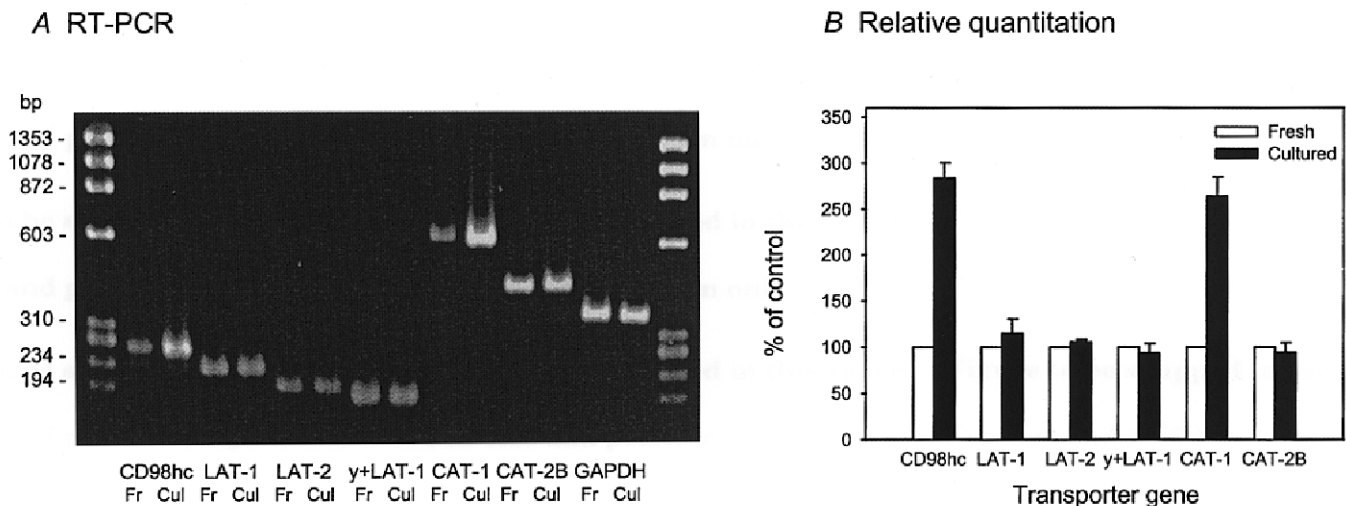 A RT-PCR
bp
1353 -
1078 -
872 -
603 -
310 -
234 -
194 -
CD98hc LAT-1 LAT-2 y+LAT-1 CAT-1 CAT-2B GAPDH
Fr Cul Fr Cul Fr Cul Fr Cul Fr Cul Fr Cul Fr Cul
B Relative quantitation
% of control
350
300
250
200
150
100
50
0
Fresh
Cultured
CD98hc LAT-1 LAT-2 y+LAT-1 CAT-1 CAT-2B
Transporter gene